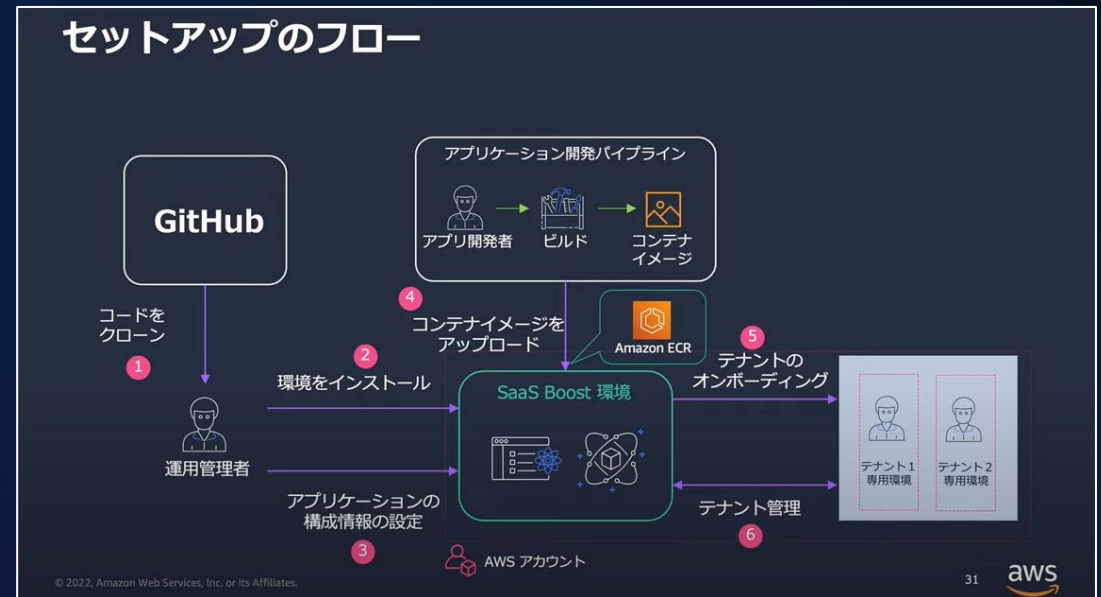 セットアップのフロー
アプリケーション開発パイプライン
GitHub
アプリ開発者
ビルド
コンテナ
イメージ
コードを
クローン
1
4
コンテナイメージを
アップロード
Amazon ECR
2
環境をインストール
5
テナントの
オンボーディング
SaaS Boost 環境
運用管理者
テナント1
専用環境
テナント2
専用環境
アプリケーションの
構成情報の設定
3
テナント管理
6
AWS アカウント
© 2022, Amazon Web Services, Inc. or its Affiliates.
31
aws